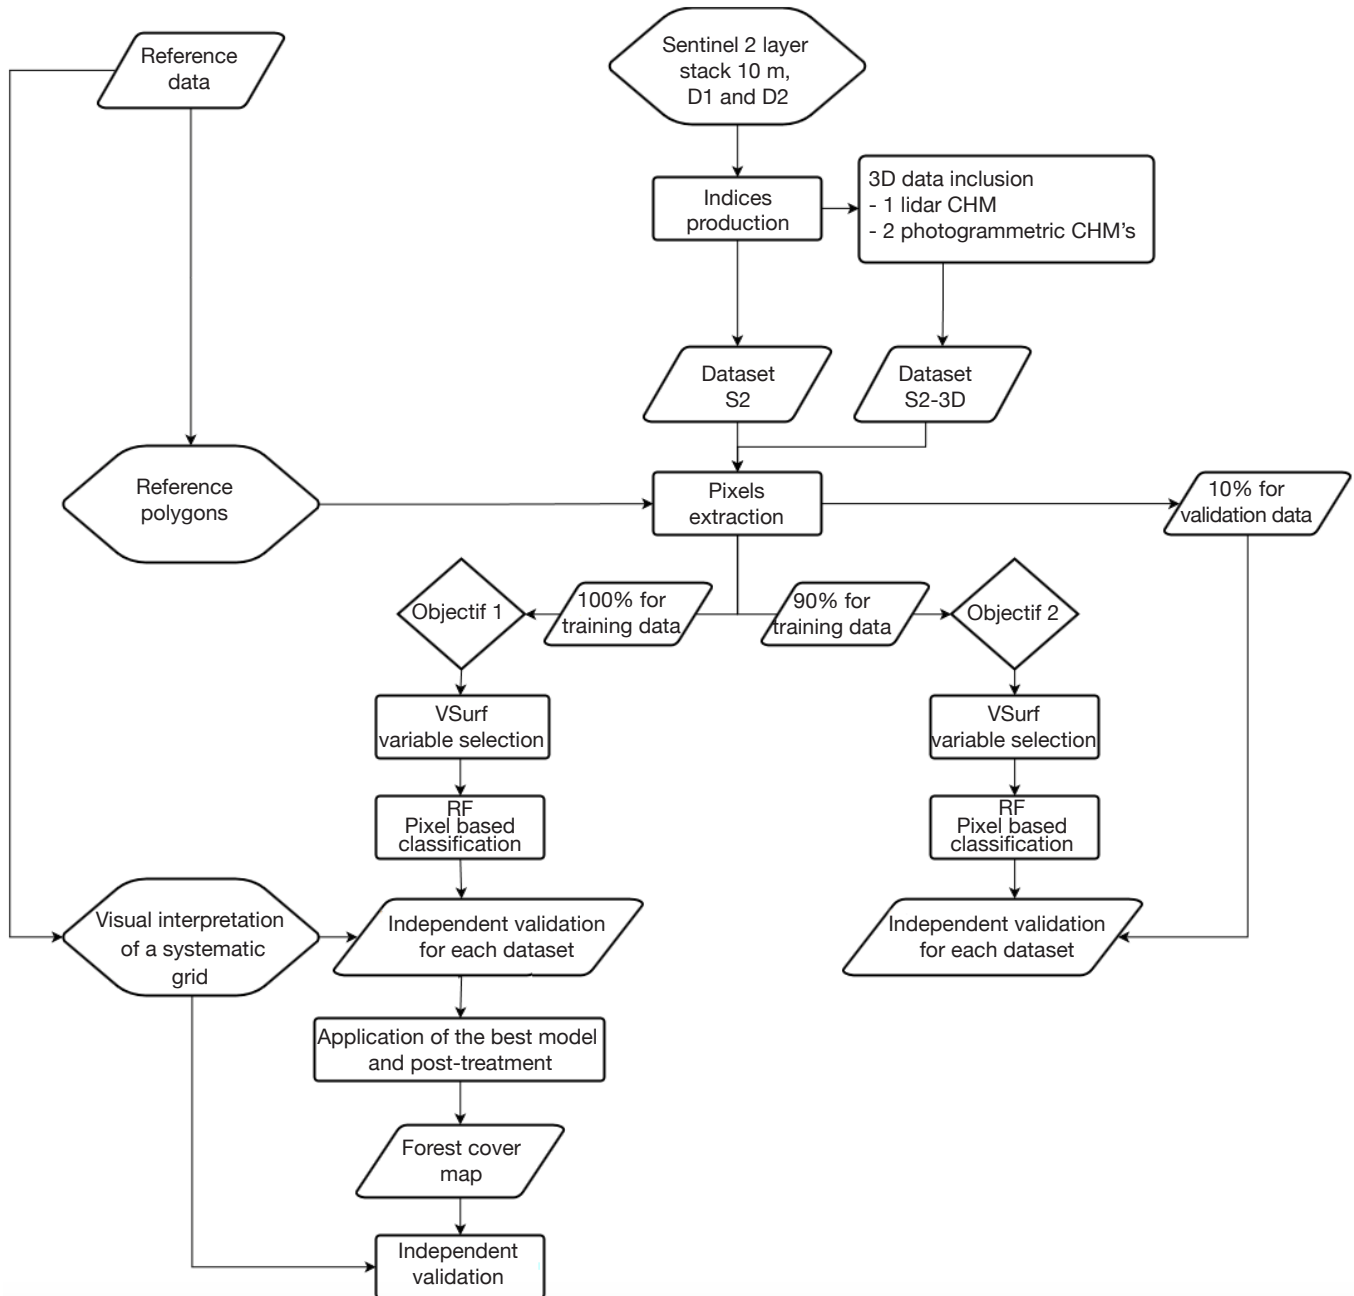 Reference
data
Sentinel 2 layer
stack 10 m,
D1 and D2
Indices
production
3D data inclusion
- 1 lidar CHM
- 2 photogrammetric CHM's
Dataset
S2
Dataset
S2-3D
Reference
polygons
Pixels
extraction
10% for
validation data
Objectif 1
100% for
training data
90% for
training data
Objectif 2
VSurf
variable selection
VSurf
variable selection
RF
Pixel based
classification
RF
Pixel based
classification
Visual interpretation
of a systematic
grid
Independent validation
for each dataset
Independent validation
for each dataset
Application of the best model
and post-treatment
Forest cover
map
Independent
validation